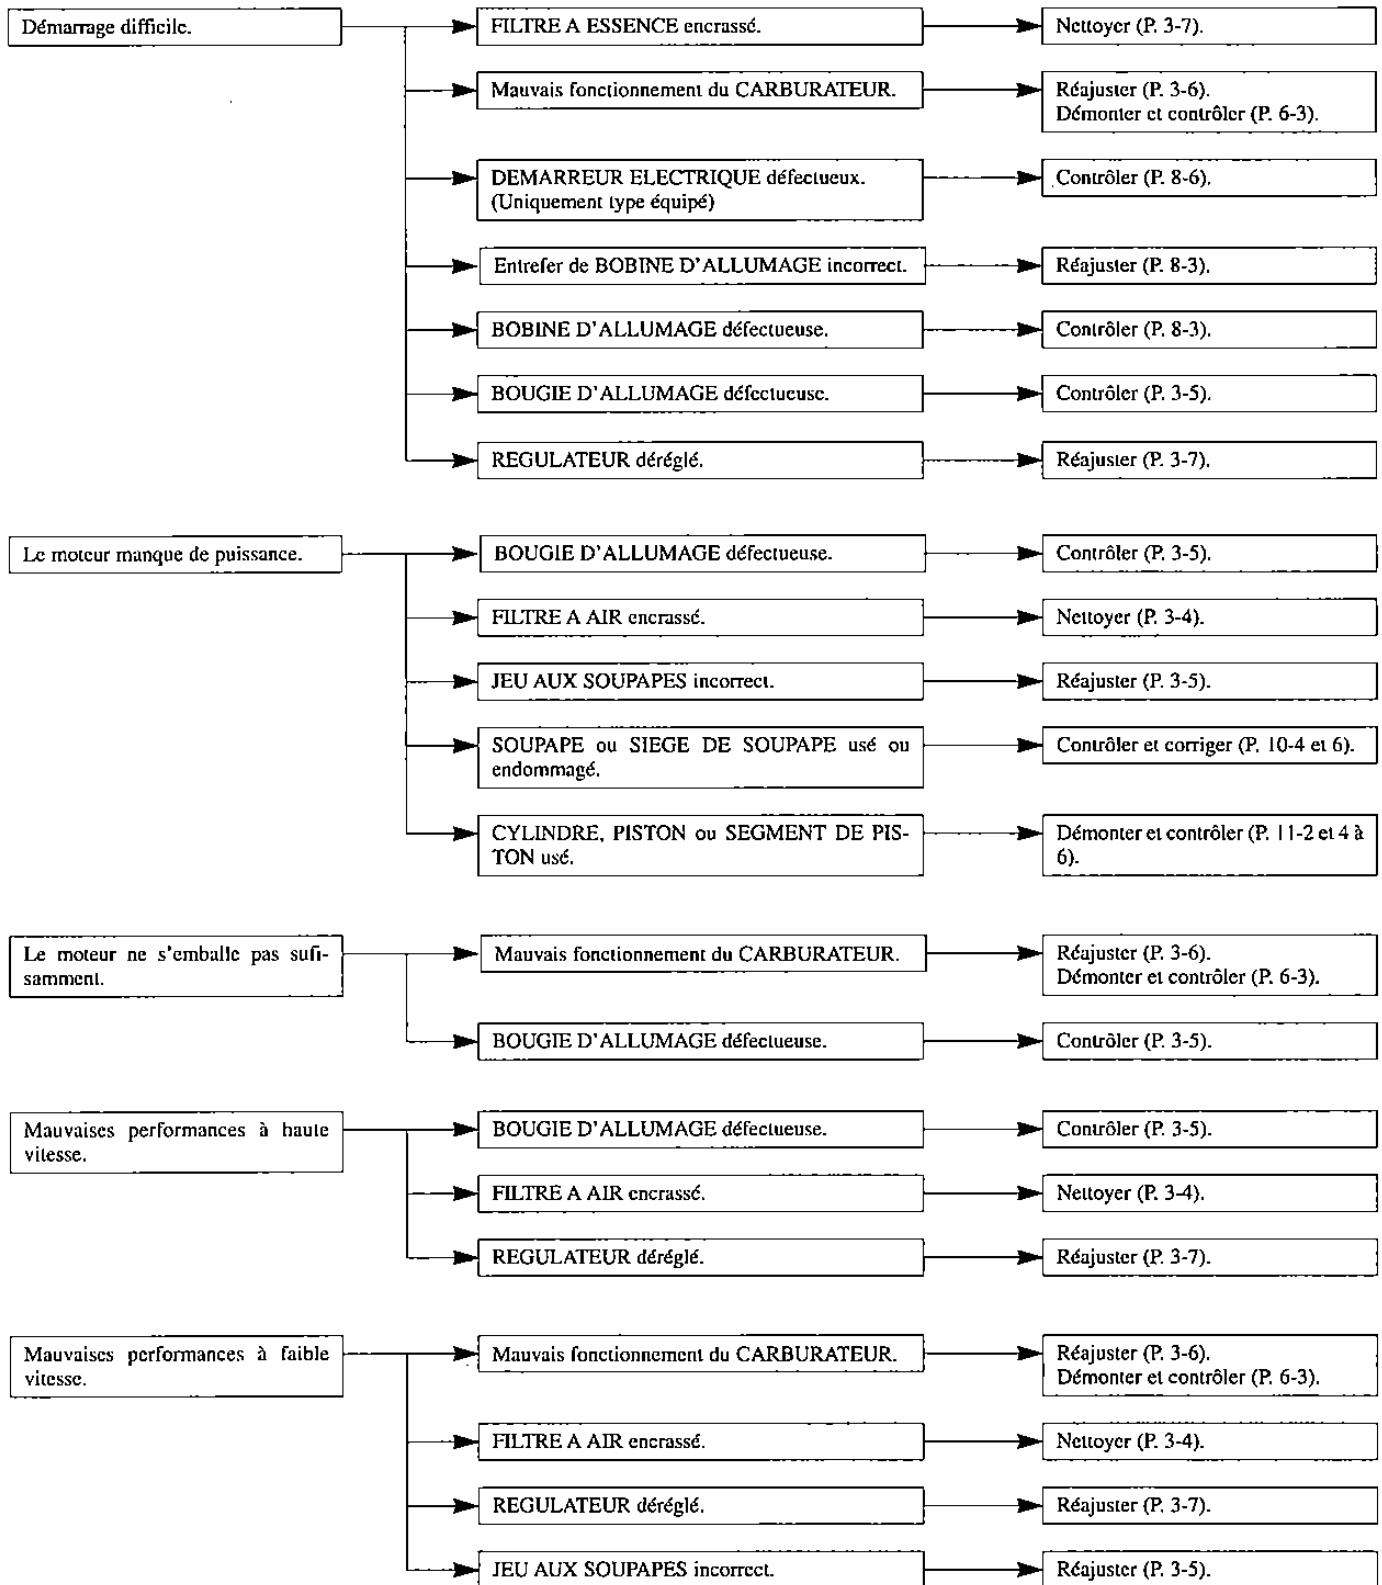 Démarrage difficile.
FILTRE A ESSENCE encrassé.
Nettoyer (P. 3-7).
Mauvais fonctionnement du CARBURATEUR.
Réajuster (P. 3-6).
Démonter et contrôler (P. 6-3).
DEMARREUR ELECTRIQUE défectueux.
(Uniquement type équipé)
Contrôler (P. 8-6).
Entrefer de BOBINE D'ALLUMAGE incorrect.
Réajuster (P. 8-3).
BOBINE D'ALLUMAGE défectueuse.
Contrôler (P. 8-3).
BOUGIE D'ALLUMAGE défectueuse.
Contrôler (P. 3-5).
REGULATEUR déréglé.
Réajuster (P. 3-7).
Le moteur manque de puissance.
BOUGIE D'ALLUMAGE défectueuse.
Contrôler (P. 3-5).
FILTRE A AIR encrassé.
Nettoyer (P. 3-4).
JEU AUX SOUPAPES incorrect.
Réajuster (P. 3-5).
SOUPAPE ou SIEGE DE SOUPAPE usé ou
endommagé.
Contrôler et corriger (P. 10-4 et 6).
CYLINDRE, PISTON ou SEGMENT DE PIS-
TON usé.
Démonter et contrôler (P. 11-2 et 4 à
6).
Le moteur ne s'emballe pas sufi-
samment.
Mauvais fonctionnement du CARBURATEUR.
Réajuster (P. 3-6).
Démonter et contrôler (P. 6-3).
BOUGIE D'ALLUMAGE défectueuse.
Contrôler (P. 3-5).
Mauvaises performances à haute
vitesse.
BOUGIE D'ALLUMAGE défectueuse.
Contrôler (P. 3-5).
FILTRE A AIR encrassé.
Nettoyer (P. 3-4).
REGULATEUR déréglé.
Réajuster (P. 3-7).
Mauvaises performances à faible
vitesse.
Mauvais fonctionnement du CARBURATEUR.
Réajuster (P. 3-6).
Démonter et contrôler (P. 6-3).
FILTRE A AIR encrassé.
Nettoyer (P. 3-4).
REGULATEUR déréglé.
Réajuster (P. 3-7).
JEU AUX SOUPAPES incorrect.
Réajuster (P. 3-5).